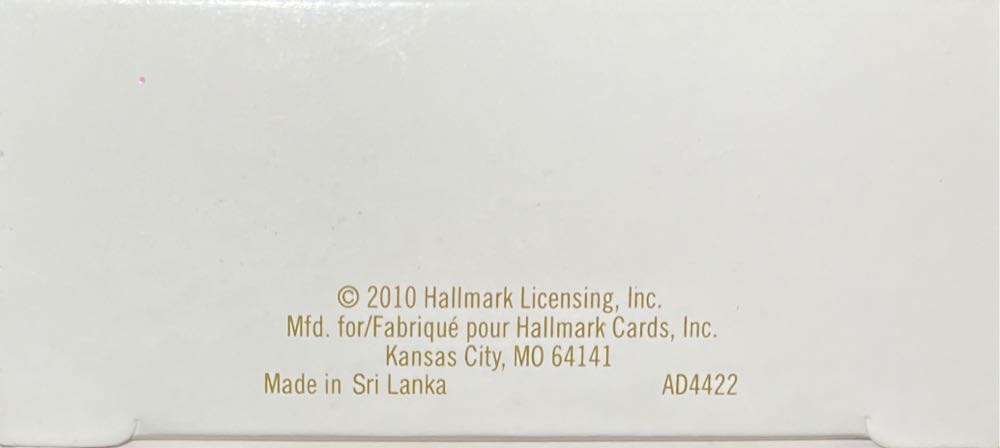 © 2010 Hallmark Licensing, Inc.
Mfd. for/Fabriqué pour Hallmark Cards, Inc.
Kansas City, MO 64141
Made in Sri Lanka AD4422